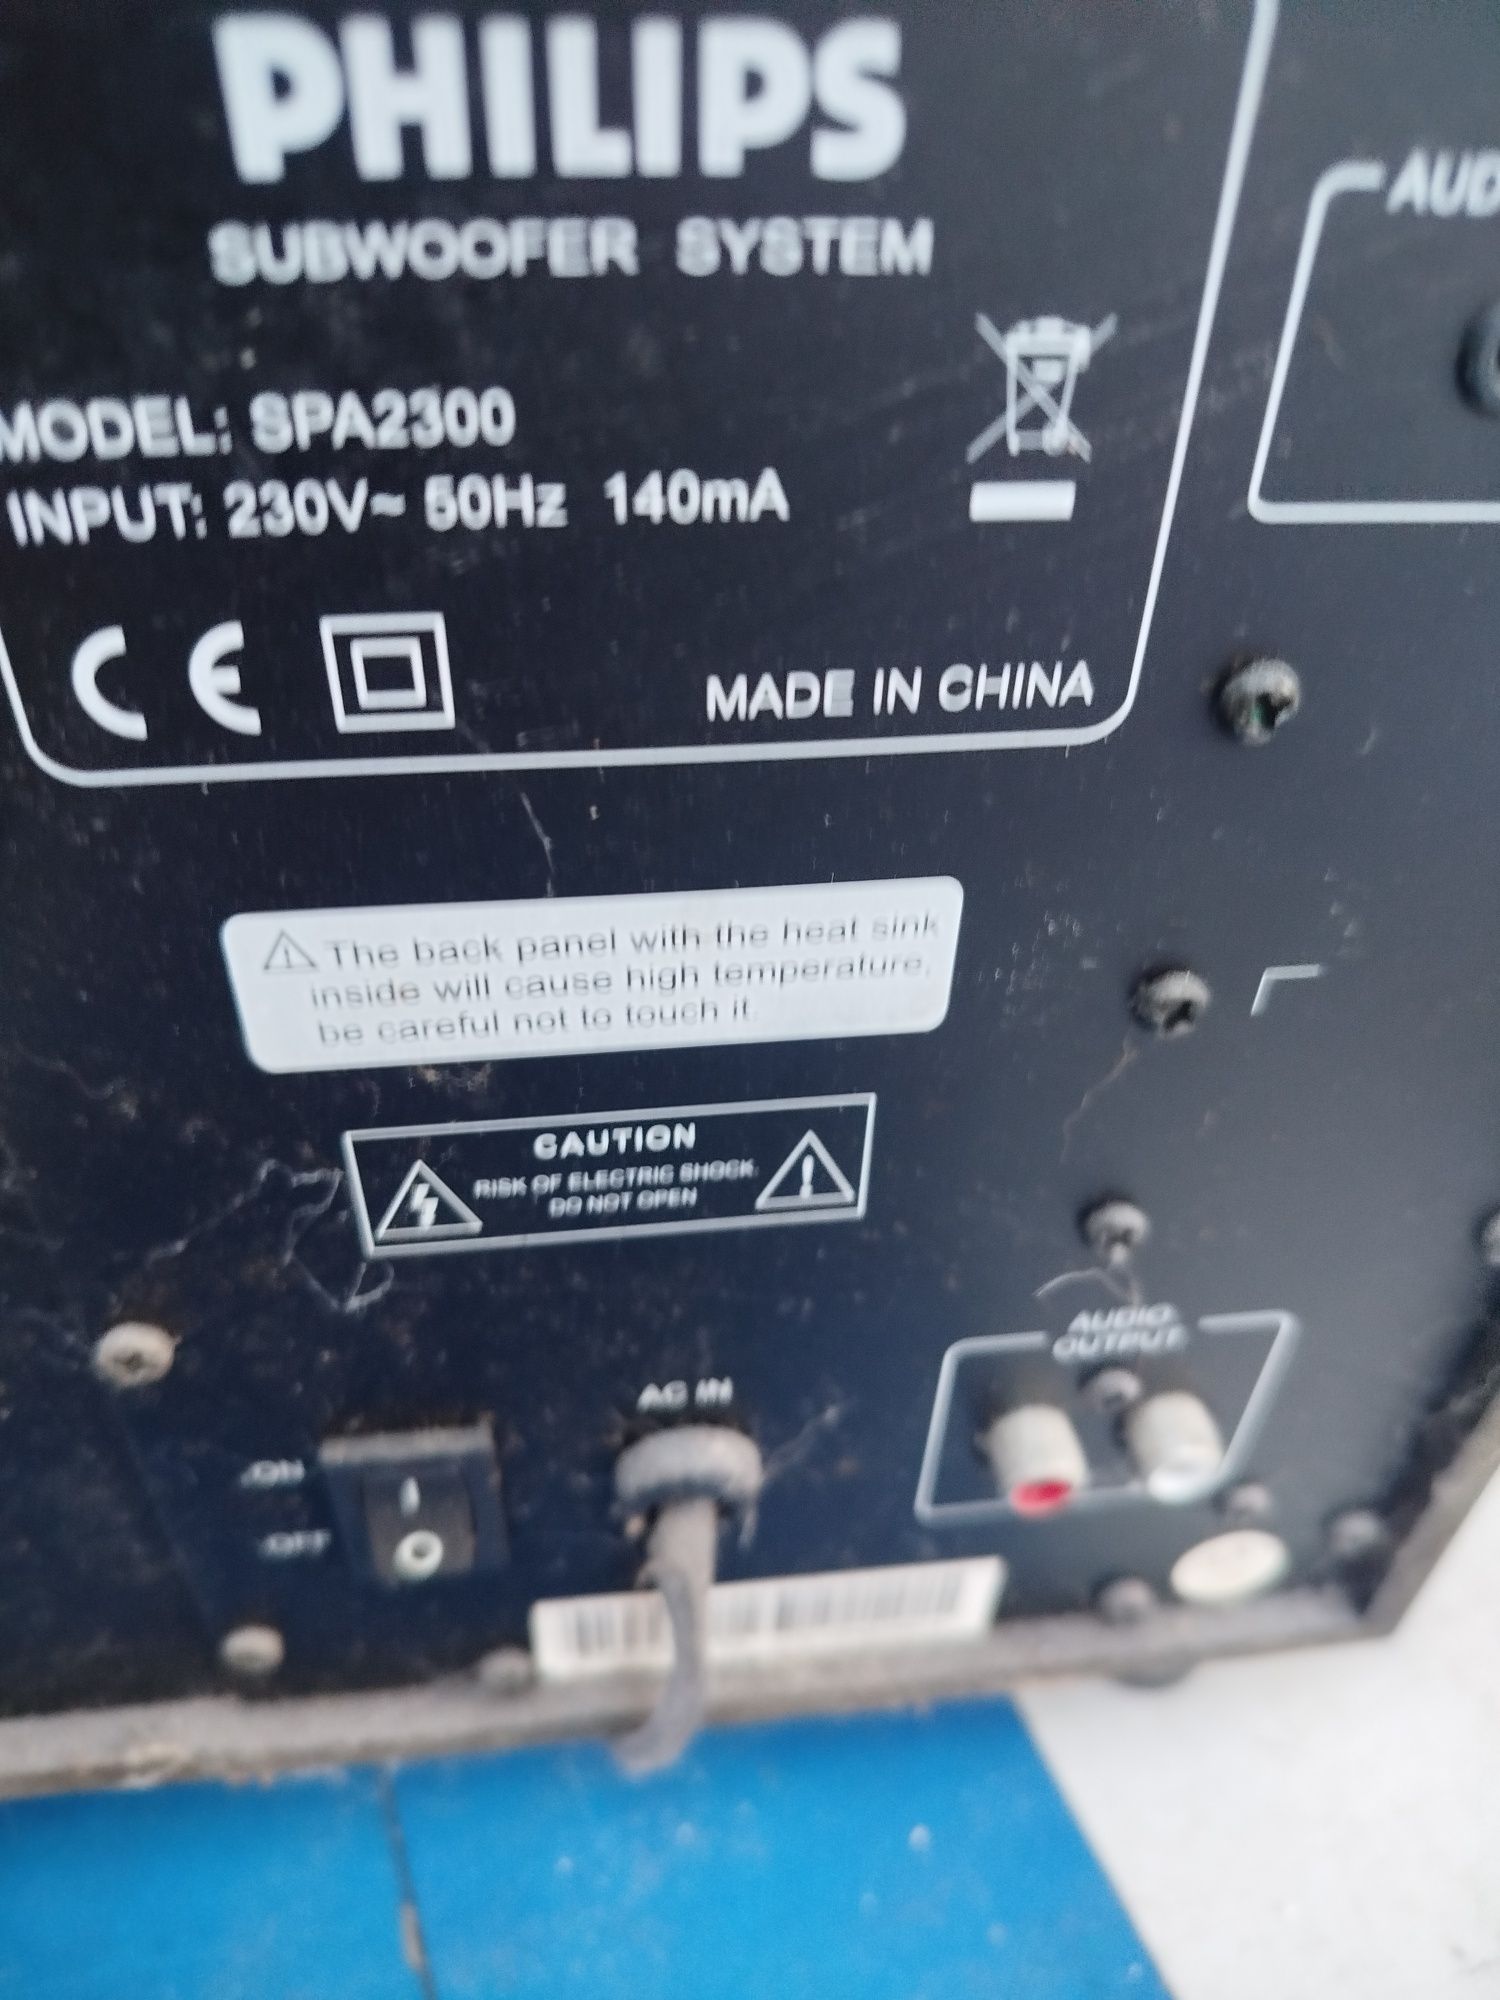 PHILIPS
SUBWOOFER SYSTEM
MODEL: SPA2300
INPUT: 230V~ 50Hz 140mA
CE
MADE IN CHINA
AUD
The back panel with the heat sink
inside will cause high temperature,
be careful not to touch it.
CAUTION
RISK OF ELECTRIC SHOCK
DO NOT OPEN
AUDIO
OUTPUT
AC IN
ON
OFF